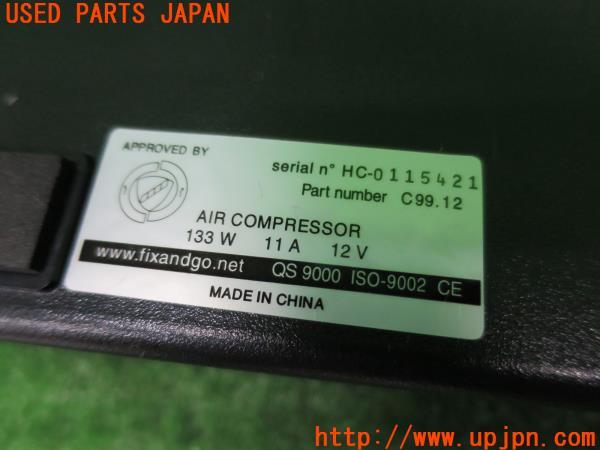 USED PARTS JAPAN
APPROVED BY
serial n° HC-0115421
Part number C99.12
AIR COMPRESSOR
133 W 11 A 12 V
www.fixandgo.net QS 9000 ISO-9002 CE
MADE IN CHINA
https://www.upjpn.com/